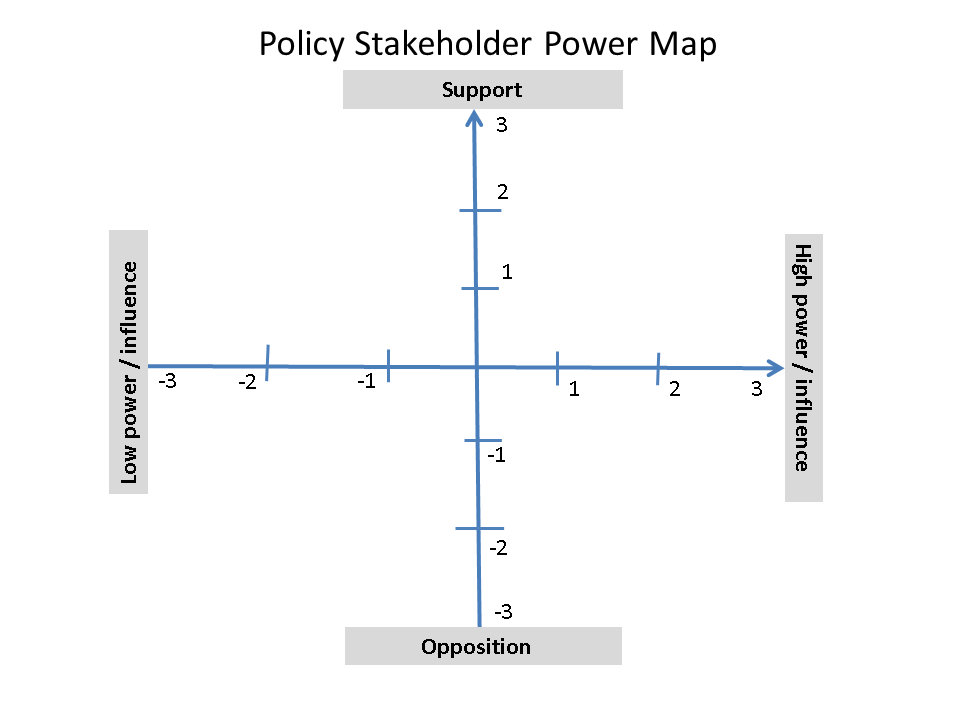 Policy Stakeholder Power Map
Support
3
2
1
Low power / influence
High power / influence
-3
-2
-1
1
2
3
-1
-2
-3
Opposition